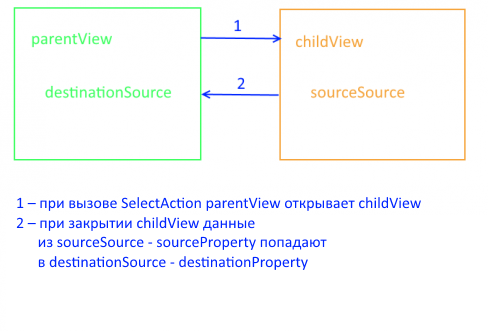 1
parentView
childView
2
destinationSource
sourceSource
1 – при вызове SelectAction parentView открывает childView
2 – при закрытии childView данные
из sourceSource - sourceProperty попадают
в destinationSource - destinationProperty